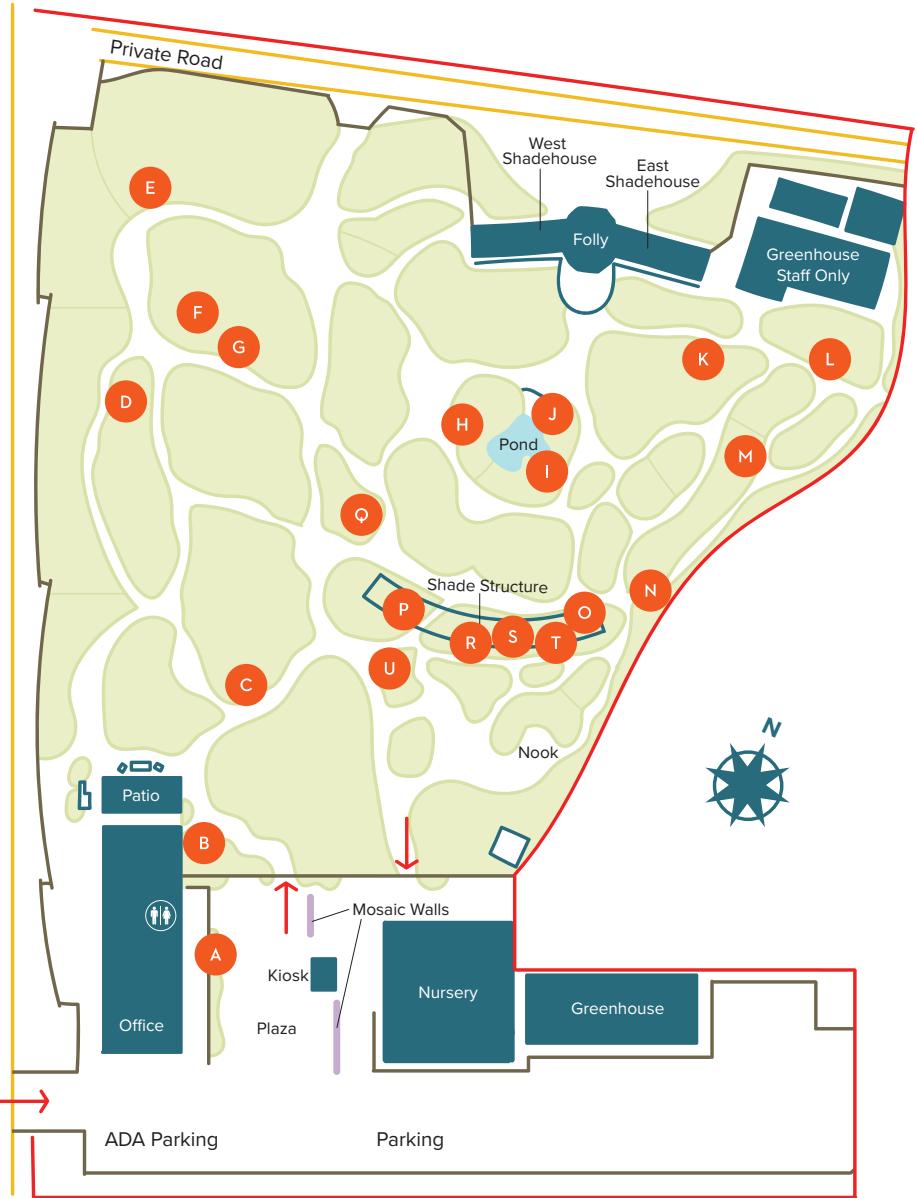 Private Road
West
Shadehouse
East
Shadehouse
E
Folly
Greenhouse
Staff Only
F
G
K
L
D
H
J
Pond
M
I
Q
Shade Structure
N
P
O
R
S
T
U
C
N
Nook
Patio
B
Mosaic Walls
A
Kiosk
Nursery
Greenhouse
Office
Plaza
ADA Parking
Parking